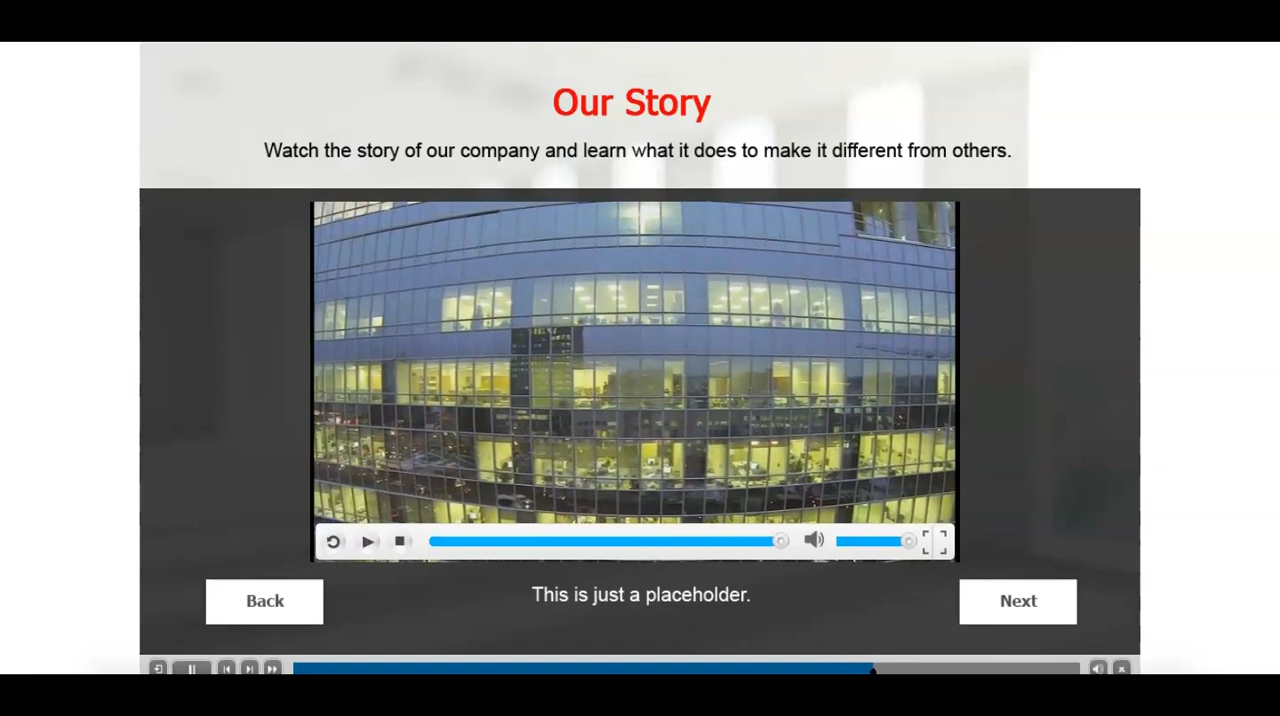 Our Story
Watch the story of our company and learn what it does to make it different from others.
This is just a placeholder.
Back
Next